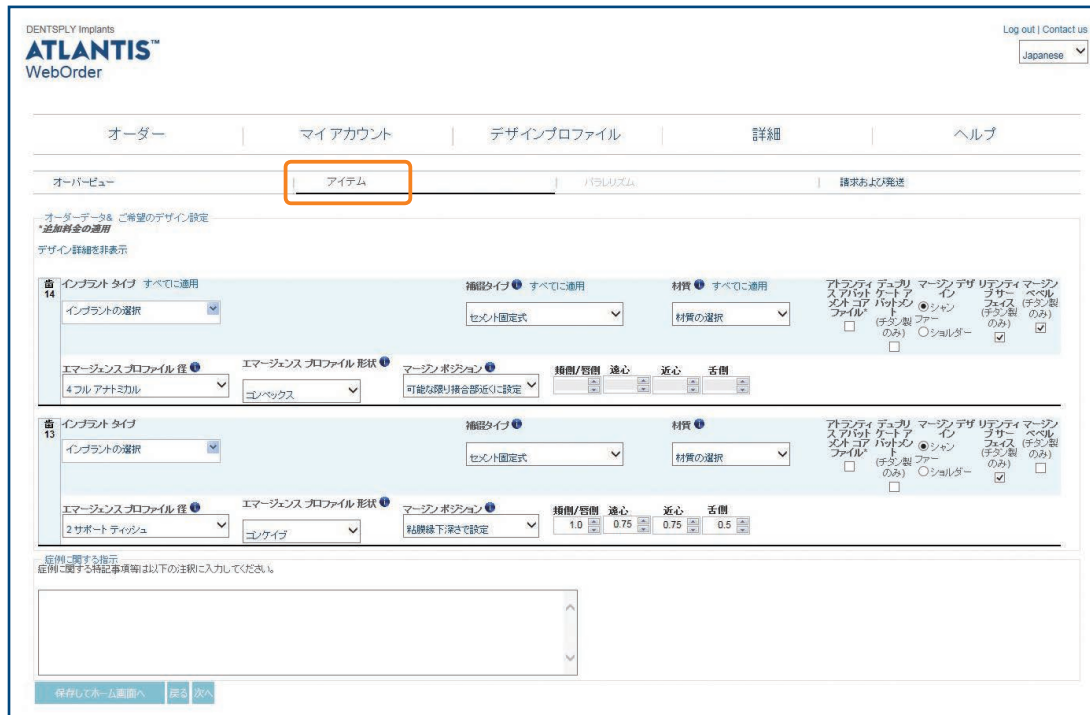 DENTSPLY Implants
ATLANTIS™
WebOrder
Log out | Contact us
Japanese
オーダー
マイ アカウント
デザインプロファイル
詳細
ヘルプ
オーバービュー
アイテム
パラレリズム
請求および発送
オーダーデータ& ご希望のデザイン設定
*追加料金の適用
デザイン詳細を非表示
歯
14
インプラント タイプ すべてに適用
インプラントの選択
補綴タイプ すべてに適用
セメント固定式
材質 すべてに適用
材質の選択
アトランティ
スアバット
メント コア
ファイル*
デュプリ
ケート ア
バットメン
ト
(チタン製
のみ)
マージン デザ
イン
シャン
ファー
ショルダー
リテンティ
ブ サー
フェイス
(チタン製
のみ)
マージン
ベベル
(チタン製
のみ)
エマージェンス プロファイル 径
4 フル アナトミカル
エマージェンス プロファイル 形状
コンベックス
マージン ポジション
可能な限り接合部近くに設定
頬側/唇側 遠心 近心 舌側
歯
13
インプラント タイプ
インプラントの選択
補綴タイプ
セメント固定式
材質
材質の選択
アトランティ
スアバット
メント コア
ファイル*
デュプリ
ケート ア
バットメン
ト
(チタン製
のみ)
マージン デザ
イン
シャン
ファー
ショルダー
リテンティ
ブ サー
フェイス
(チタン製
のみ)
マージン
ベベル
(チタン製
のみ)
エマージェンス プロファイル 径
2 サポート ティッシュ
エマージェンス プロファイル 形状
コンケイブ
マージン ポジション
粘膜縁下深さで設定
頬側/唇側 遠心 近心 舌側
1.0 0.75 0.75 0.5
症例に関する指示
症例に関する特記事項等は以下の注釈に入力してください。
保存してホーム画面へ 戻る 次へ